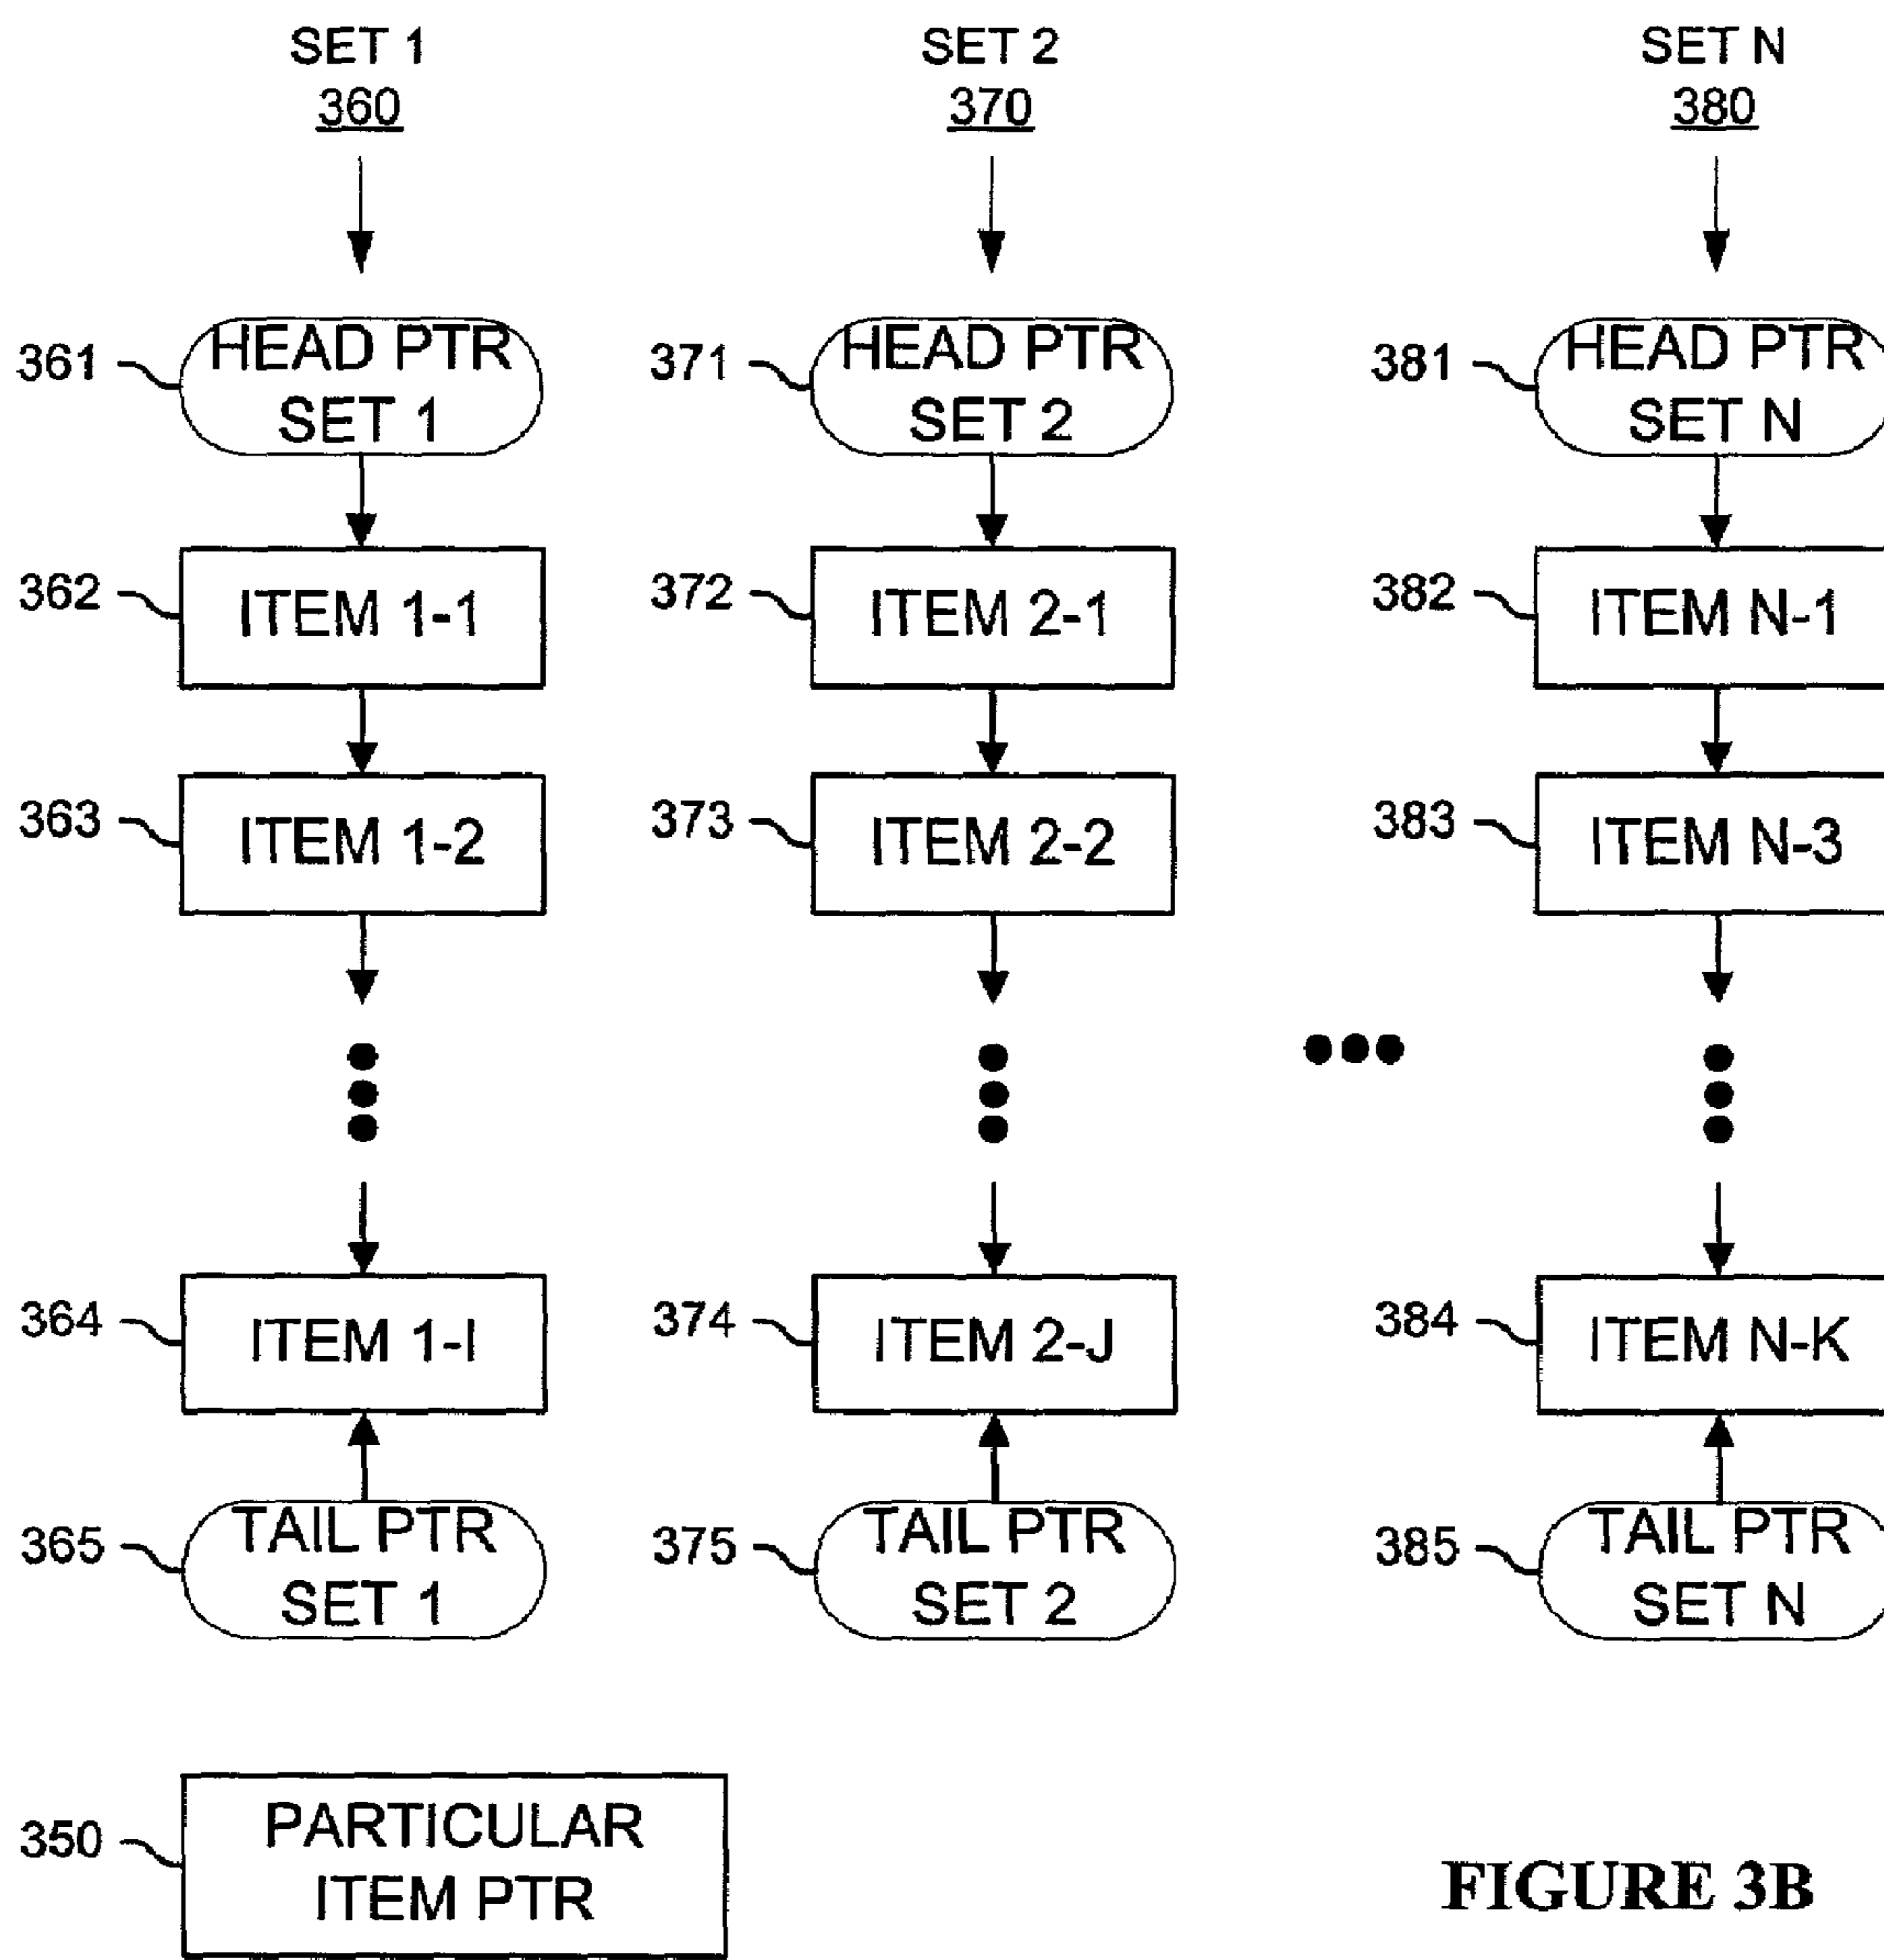 SET 1
360
SET 2
370
SET N
380
361
HEAD PTR
SET 1
371
HEAD PTR
SET 2
381
HEAD PTR
SET N
362
ITEM 1-1
372
ITEM 2-1
382
ITEM N-1
363
ITEM 1-2
373
ITEM 2-2
383
ITEM N-3
364
ITEM 1-I
374
ITEM 2-J
384
ITEM N-K
365
TAIL PTR
SET 1
375
TAIL PTR
SET 2
385
TAIL PTR
SET N
350
PARTICULAR
ITEM PTR
FIGURE 3B